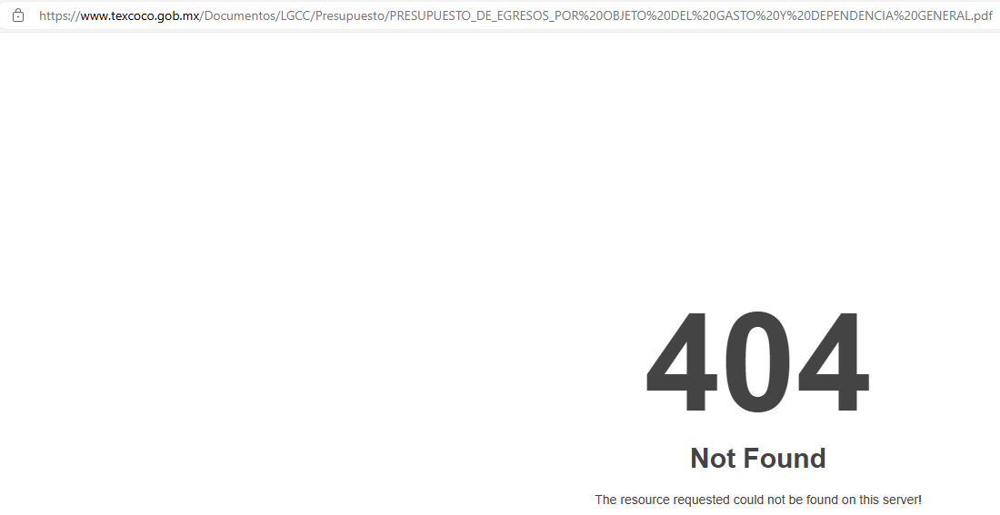 https://www.texcoco.gob.mx/Documentos/LGCC/Presupuesto/PRESUPUESTO_DE_EGRESOS_POR%20OBJETO%20DEL%20GASTO%20Y%20DEPENDENCIA%20GENERAL.pdf
404
Not Found
The resource requested could not be found on this server!